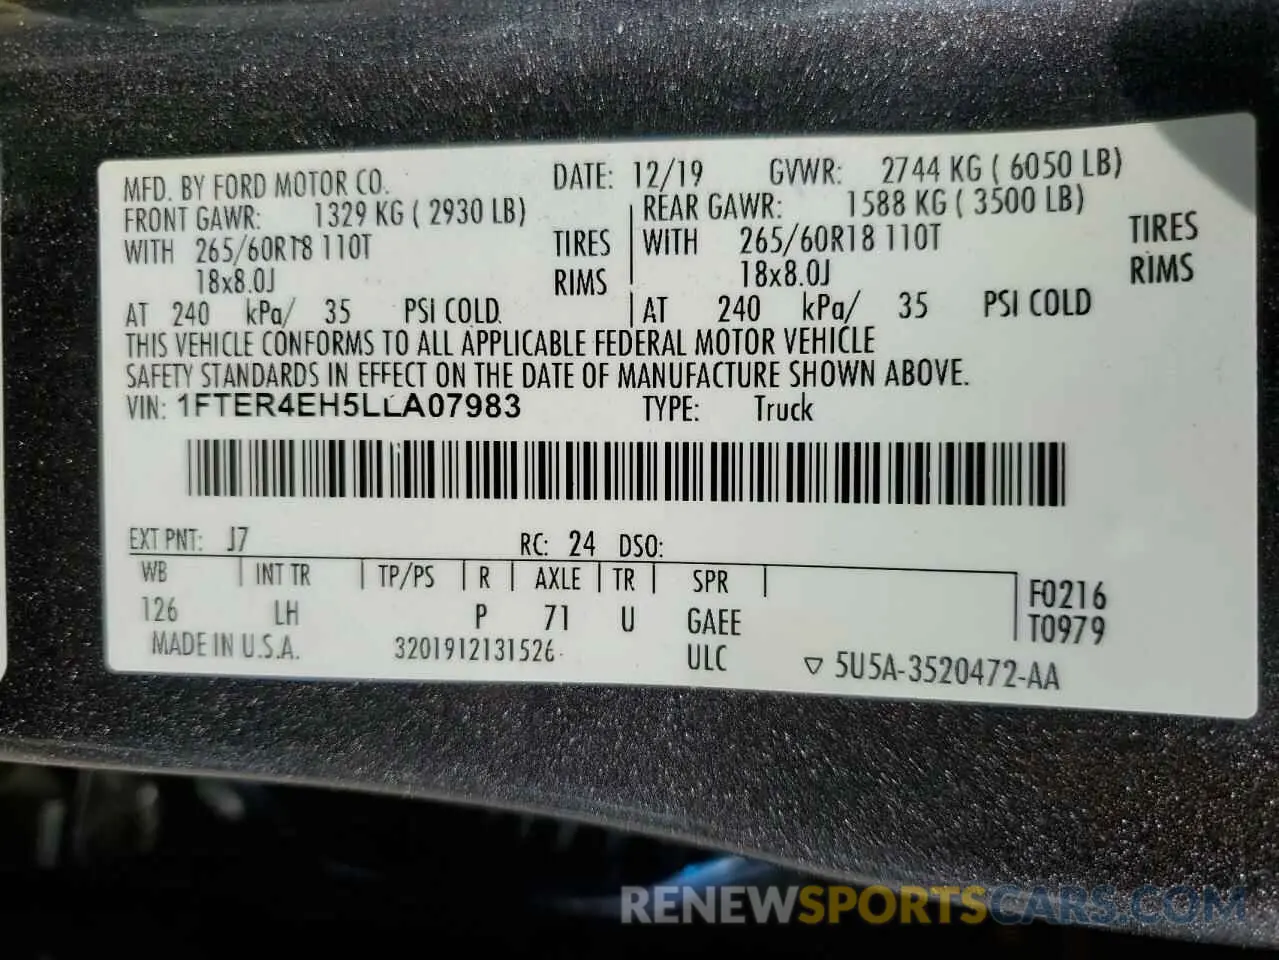 MFD. BY FORD MOTOR CO. DATE: 12/19 GVWR: 2744 KG ( 6050 LB)
FRONT GAWR: 1329 KG ( 2930 LB) REAR GAWR: 1588 KG ( 3500 LB)
WITH 265/60R18 110T TIRES WITH 265/60R18 110T TIRES
18x8.0J RIMS 18x8.0J RIMS
AT 240 kPa/ 35 PSI COLD AT 240 kPa/ 35 PSI COLD
THIS VEHICLE CONFORMS TO ALL APPLICABLE FEDERAL MOTOR VEHICLE
SAFETY STANDARDS IN EFFECT ON THE DATE OF MANUFACTURE SHOWN ABOVE.
VIN: 1FTER4EH5LLA07983 TYPE: Truck
EXT PNT: J7 RC: 24 DSO:
WB INT TR TP/PS R AXLE TR SPR F0216
126 LH P 71 U GAEE T0979
MADE IN U.S.A. 3201912131526 ULC ▽ 5U5A-3520472-AA
RENEWSPORTSCARS.COM